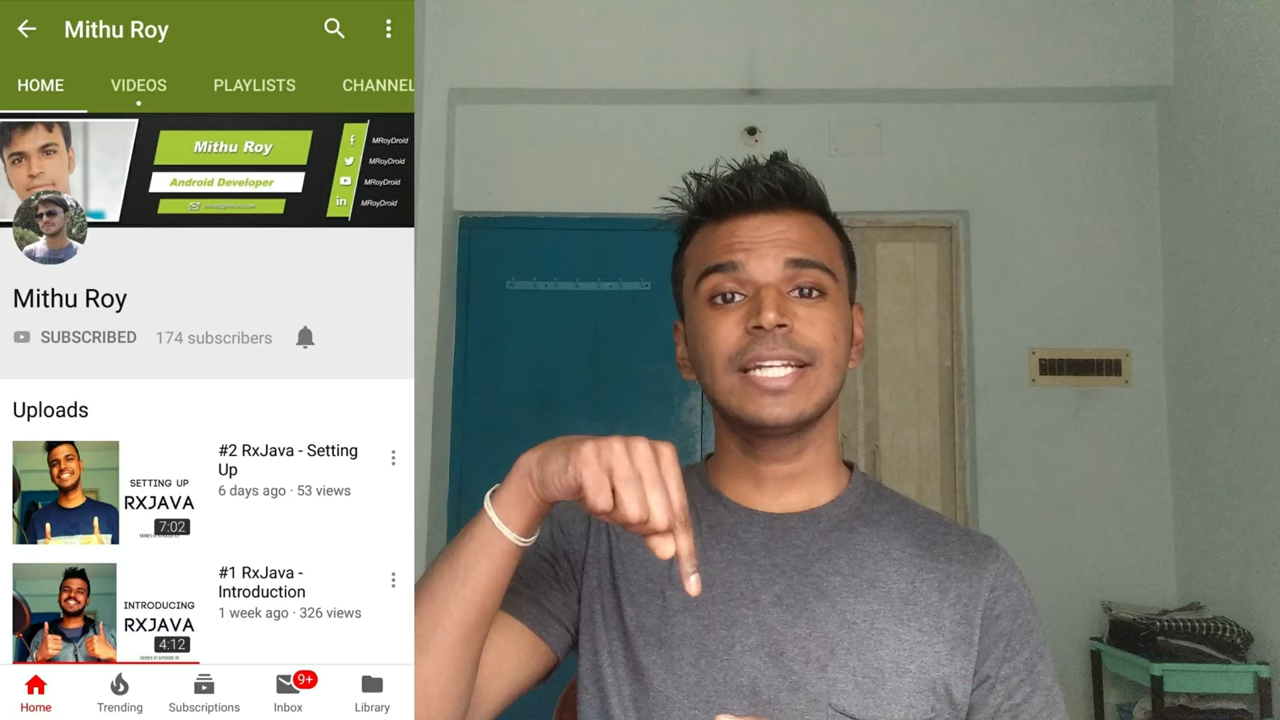 Mithu Roy
HOME VIDEOS PLAYLISTS CHANNEL
Mithu Roy
Android Developer
MRoyDroid
MRoyDroid
MRoyDroid
MRoyDroid
Mithu Roy
SUBSCRIBED 174 subscribers
Uploads
#2 RxJava - Setting
Up
6 days ago · 53 views
SETTING UP
RXJAVA
7:02
#1 RxJava -
Introduction
1 week ago · 326 views
INTRODUCING
RXJAVA
4:12
9+
Home Trending Subscriptions Inbox Library